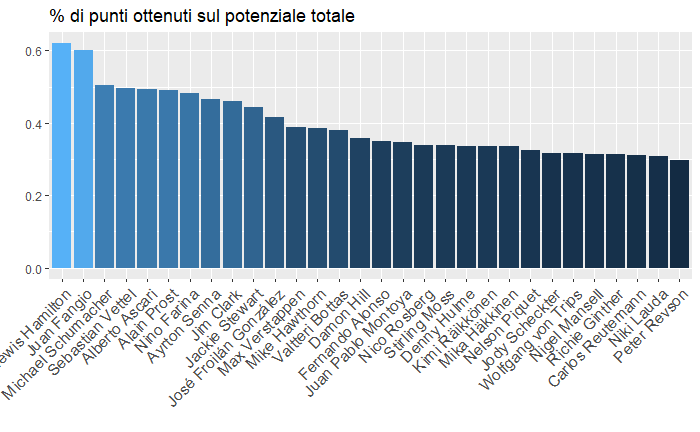 % di punti ottenuti sul potenziale totale
0.6
0.4
0.2
0.0
ewis Hamilton
Juan Fangio
Michael Schumacher
Sebastian Vettel
Alberto Ascari
Alain Prost
Nino Farina
Ayrton Senna
Jim Clark
Jackie Stewart
José Froilán González
Max Verstappen
Mike Hawthorn
Valtteri Bottas
Damon Hill
Fernando Alonso
Juan Pablo Montoya
Nico Rosberg
Stirling Moss
Denny Hulme
Kimi Räikkönen
Mika Häkkinen
Nelson Piquet
Jody Scheckter
Wolfgang von Trips
Nigel Mansell
Richie Ginther
Carlos Reutemann
Niki Lauda
Peter Revson